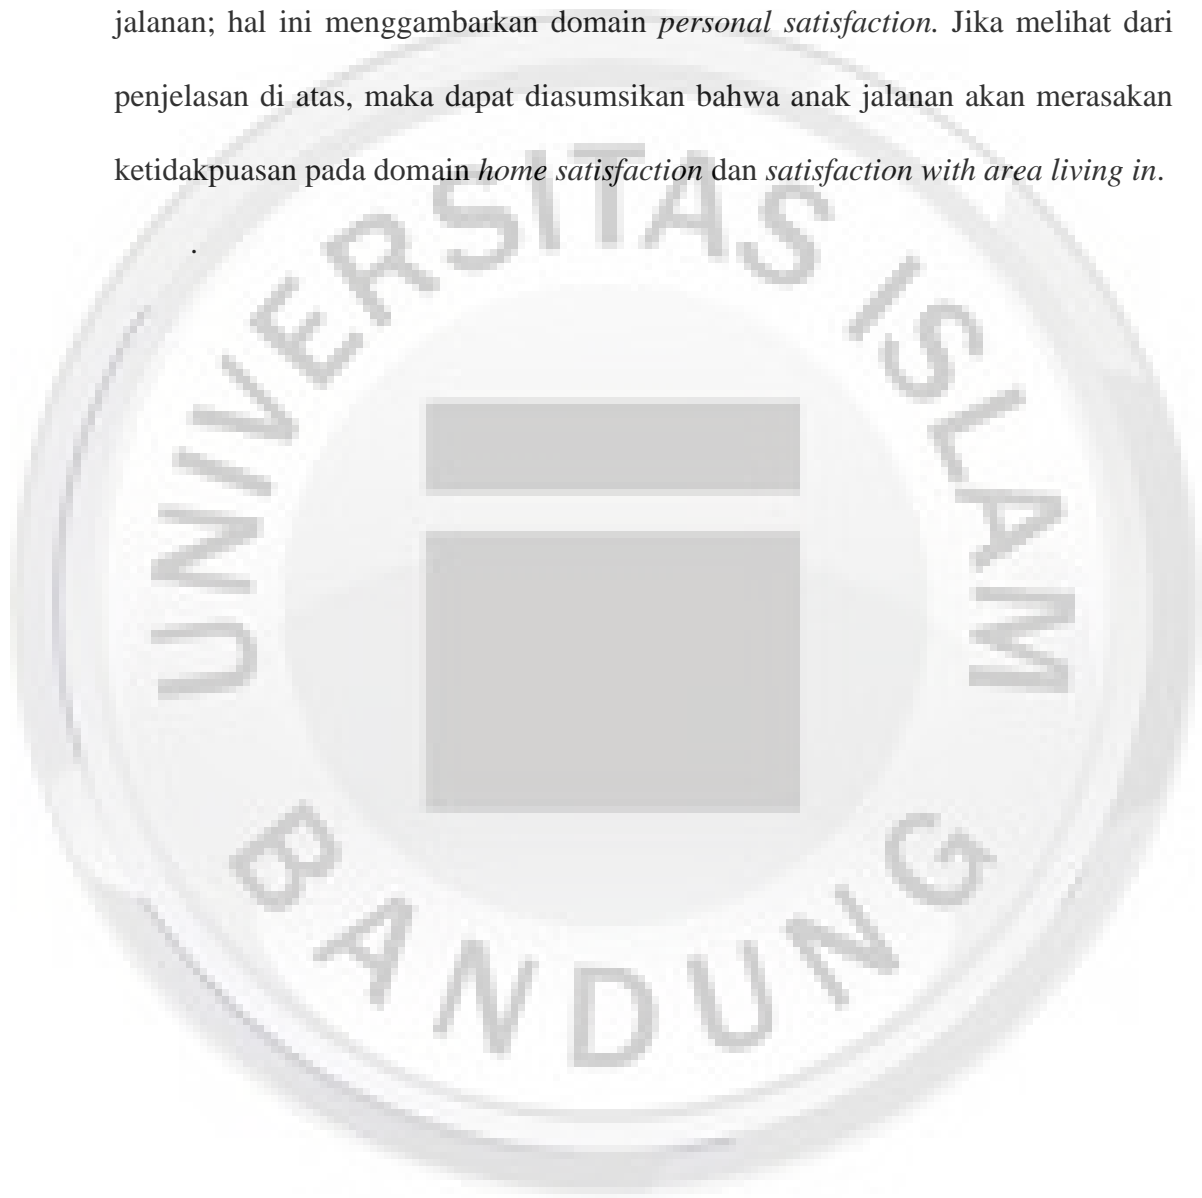 jalanan; hal ini menggambarkan domain personal satisfaction. Jika melihat dari
penjelasan di atas, maka dapat diasumsikan bahwa anak jalanan akan merasakan
ketidakpuasan pada domain home satisfaction dan satisfaction with area living in.
.
UNIVERSITAS ISLAM
BANDUNG